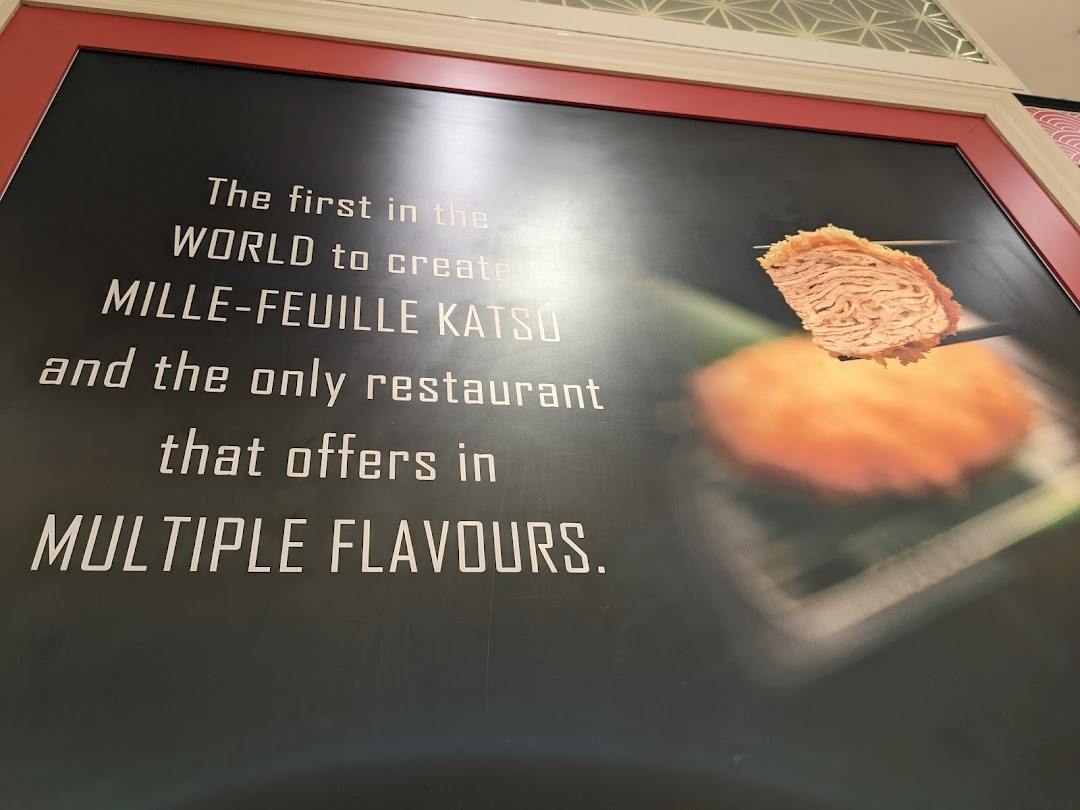 The first in the
WORLD to create
MILLE-FEUILLE KATSU
and the only restaurant
that offers in
MULTIPLE FLAVOURS.